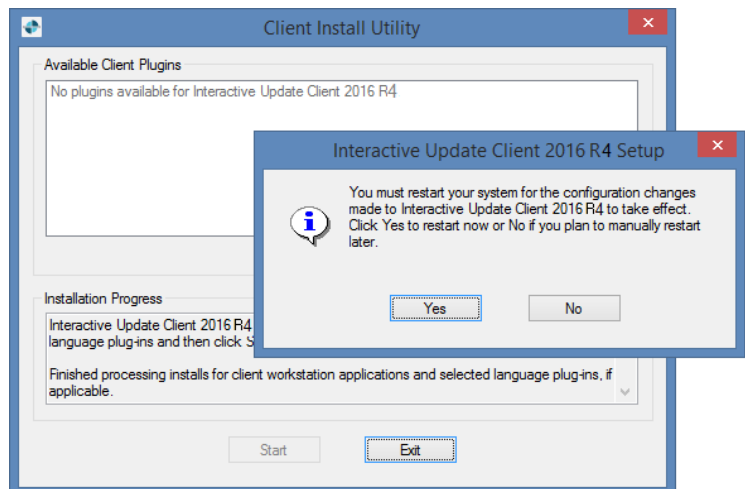 Client Install Utility
Available Client Plugins
No plugins available for Interactive Update Client 2016 R4
Interactive Update Client 2016 R4 Setup
You must restart your system for the configuration changes
made to Interactive Update Client 2016 R4 to take effect.
Click Yes to restart now or No if you plan to manually restart
later.
Yes
No
Installation Progress
Interactive Update Client 2016 R4
language plug-ins and then click S
Finished processing installs for client workstation applications and selected language plug-ins, if
applicable.
Start
Exit